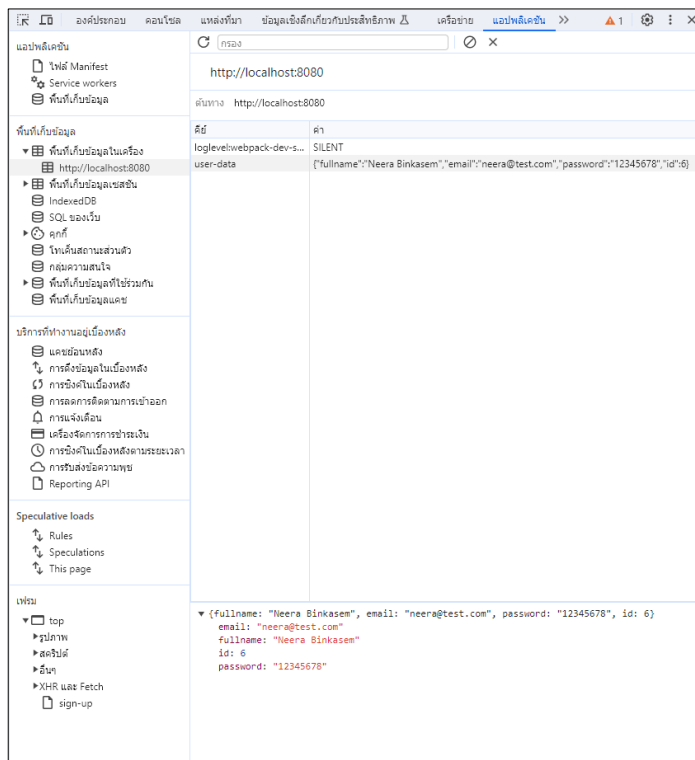 องค์ประกอบ คอนโซล แหล่งที่มา ข้อมูลเชิงลึกเกี่ยวกับประสิทธิภาพ เครือข่าย แอปพลิเคชัน 1
แอปพลิเคชัน
ไฟล์ Manifest
Service workers
พื้นที่เก็บข้อมูล
พื้นที่เก็บข้อมูล
พื้นที่เก็บข้อมูลในเครื่อง
http://localhost:8080
พื้นที่เก็บข้อมูลเซสชัน
IndexedDB
SQL ของเว็บ
คุกกี้
โทเค็นสถานะส่วนตัว
กลุ่มความสนใจ
พื้นที่เก็บข้อมูลที่ใช้ร่วมกัน
พื้นที่เก็บข้อมูลแคช
บริการที่ทำงานอยู่เบื้องหลัง
แคชย้อนหลัง
การดึงข้อมูลในเบื้องหลัง
การซิงค์ในเบื้องหลัง
การลดการติดตามการเข้าออก
การแจ้งเตือน
เครื่องจัดการการชำระเงิน
การซิงค์ในเบื้องหลังตามระยะเวลา
การรับส่งข้อความพุช
Reporting API
Speculative loads
Rules
Speculations
This page
เฟรม
top
รูปภาพ
สคริปต์
อื่นๆ
XHR และ Fetch
sign-up
กรอง
http://localhost:8080
ต้นทาง http://localhost:8080
คีย์ ค่า
loglevel:webpack-dev-s... SILENT
user-data {"fullname":"Neera Binkasem","email":"neera@test.com","password":"12345678","id":6}
{fullname: "Neera Binkasem", email: "neera@test.com", password: "12345678", id: 6}
email: "neera@test.com"
fullname: "Neera Binkasem"
id: 6
password: "12345678"